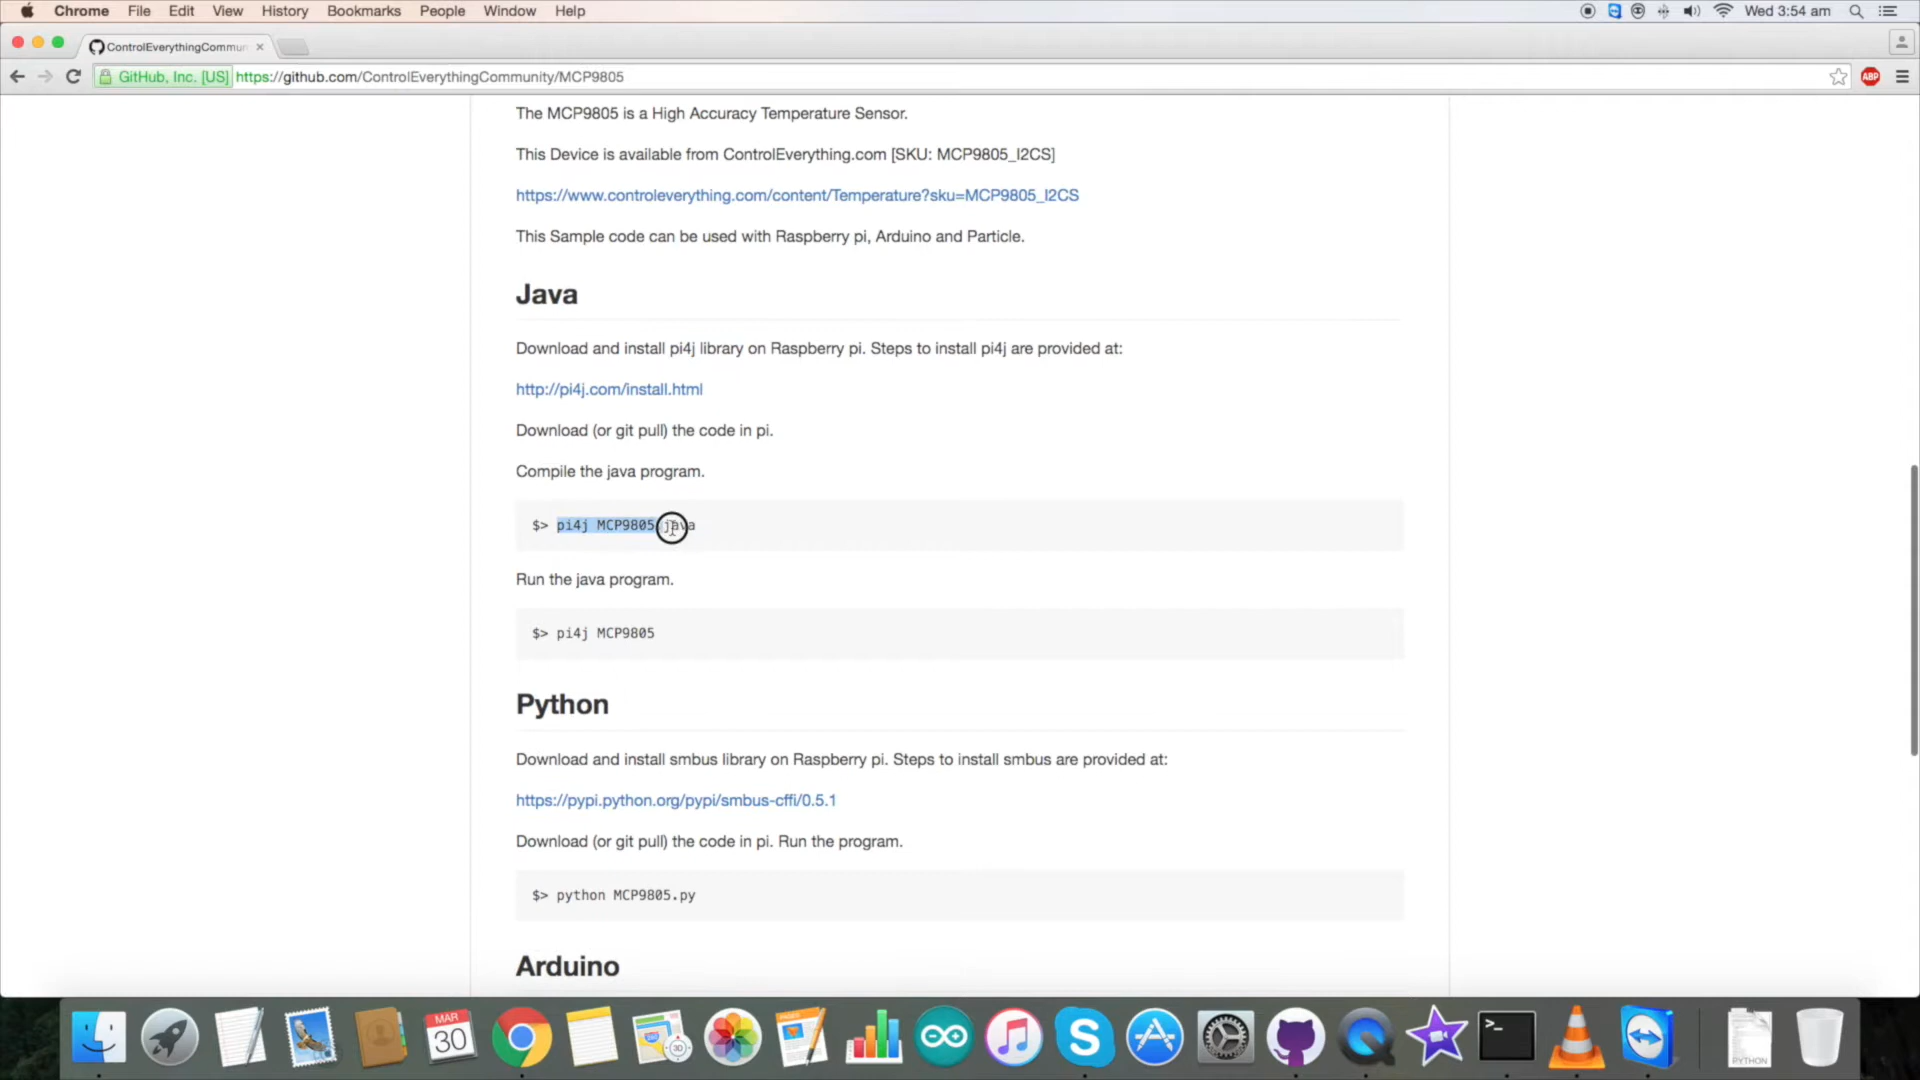 Chrome File Edit View History Bookmarks People Window Help Wed 3:54 am
ControlEverythingCommun
GitHub, Inc. [US] https://github.com/ControlEverythingCommunity/MCP9805 ABP
The MCP9805 is a High Accuracy Temperature Sensor.
This Device is available from ControlEverything.com [SKU: MCP9805_I2CS]
https://www.controleverything.com/content/Temperature?sku=MCP9805_I2CS
This Sample code can be used with Raspberry pi, Arduino and Particle.
Java
Download and install pi4j library on Raspberry pi. Steps to install pi4j are provided at:
http://pi4j.com/install.html
Download (or git pull) the code in pi.
Compile the java program.
$> pi4j MCP9805.java
Run the java program.
$> pi4j MCP9805
Python
Download and install smbus library on Raspberry pi. Steps to install smbus are provided at:
https://pypi.python.org/pypi/smbus-cffi/0.5.1
Download (or git pull) the code in pi. Run the program.
$> python MCP9805.py
Arduino
MAR
30
PAGES
>_
PYTHON